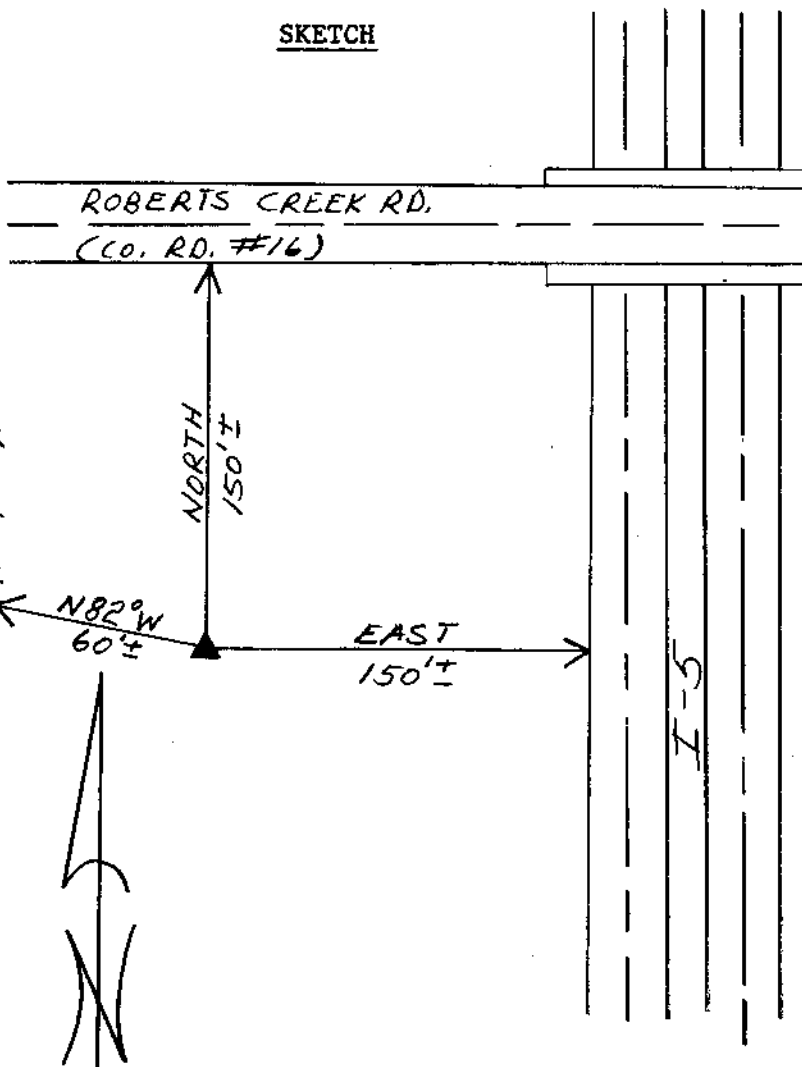 SKETCH
ROBERTS CREEK RD.
(CO. RD. #16)
NORTH
150'±
N82°W
60'±
EAST
150'±
I-5
N